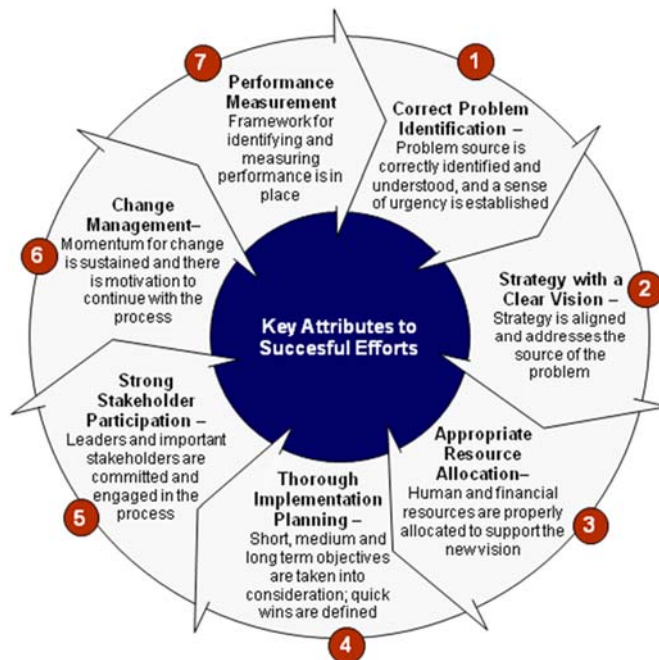 1
Correct Problem
Identification –
Problem source is
correctly identified and
understood, and a sense
of urgency is established
2
Strategy with a
Clear Vision –
Strategy is aligned
and addresses the
source of the
problem
3
Appropriate
Resource
Allocation–
Human and financial
resources are properly
allocated to support the
new vision
4
Thorough
Implementation
Planning –
Short, medium and
long term objectives
are taken into
consideration; quick
wins are defined
5
Strong
Stakeholder
Participation –
Leaders and important
stakeholders are
committed and
engaged in the
process
6
Change
Management–
Momentum for change
is sustained and there
is motivation to
continue with the
process
7
Performance
Measurement
Framework for
identifying and
measuring
performance is in
place
Key Attributes to
Succesful Efforts